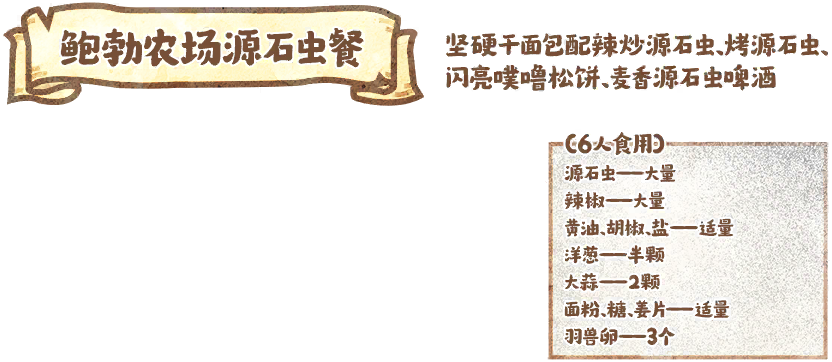 鲍勃农场源石虫餐
坚硬干面包配辣炒源石虫、烤源石虫、
闪亮噗噜松饼、麦香源石虫啤酒
（6人食用）
源石虫——大量
辣椒——大量
黄油、胡椒、盐——适量
洋葱——半颗
大蒜——2颗
面粉、糖、姜片——适量
羽兽卵——3个